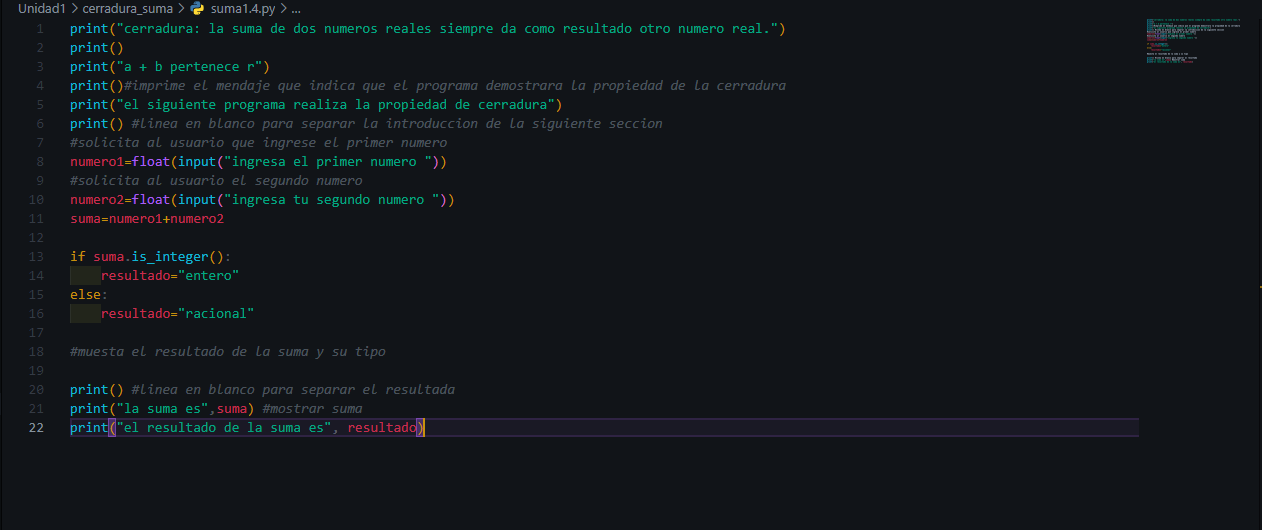 Unidad1 > cerradura_suma > suma1.4.py > ...
1 print("cerradura: la suma de dos numeros reales siempre da como resultado otro numero real.")
2 print()
3 print("a + b pertenece r")
4 print()#imprime el mendaje que indica que el programa demostrara la propiedad de la cerradura
5 print("el siguiente programa realiza la propiedad de cerradura")
6 print() #linea en blanco para separar la introduccion de la siguiente seccion
7 #solicita al usuario que ingrese el primer numero
8 numero1=float(input("ingresa el primer numero "))
9 #solicita al usuario el segundo numero
10 numero2=float(input("ingresa tu segundo numero "))
11 suma=numero1+numero2
12
13 if suma.is_integer():
14     resultado="entero"
15 else:
16     resultado="racional"
17
18 #muesta el resultado de la suma y su tipo
19
20 print() #linea en blanco para separar el resultada
21 print("la suma es",suma) #mostrar suma
22 print("el resultado de la suma es", resultado)